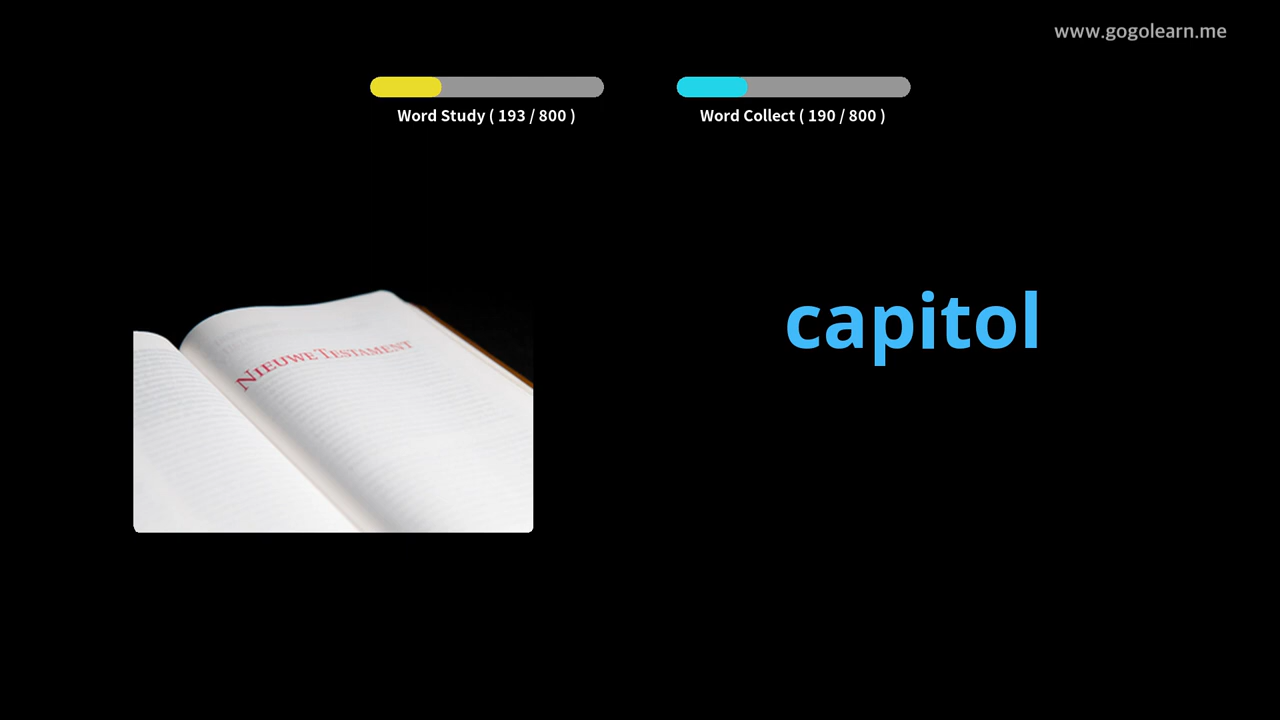 www.gogolearn.me
Word Study ( 193 / 800 )
Word Collect ( 190 / 800 )
capitol
NIEUWE TESTAMENT